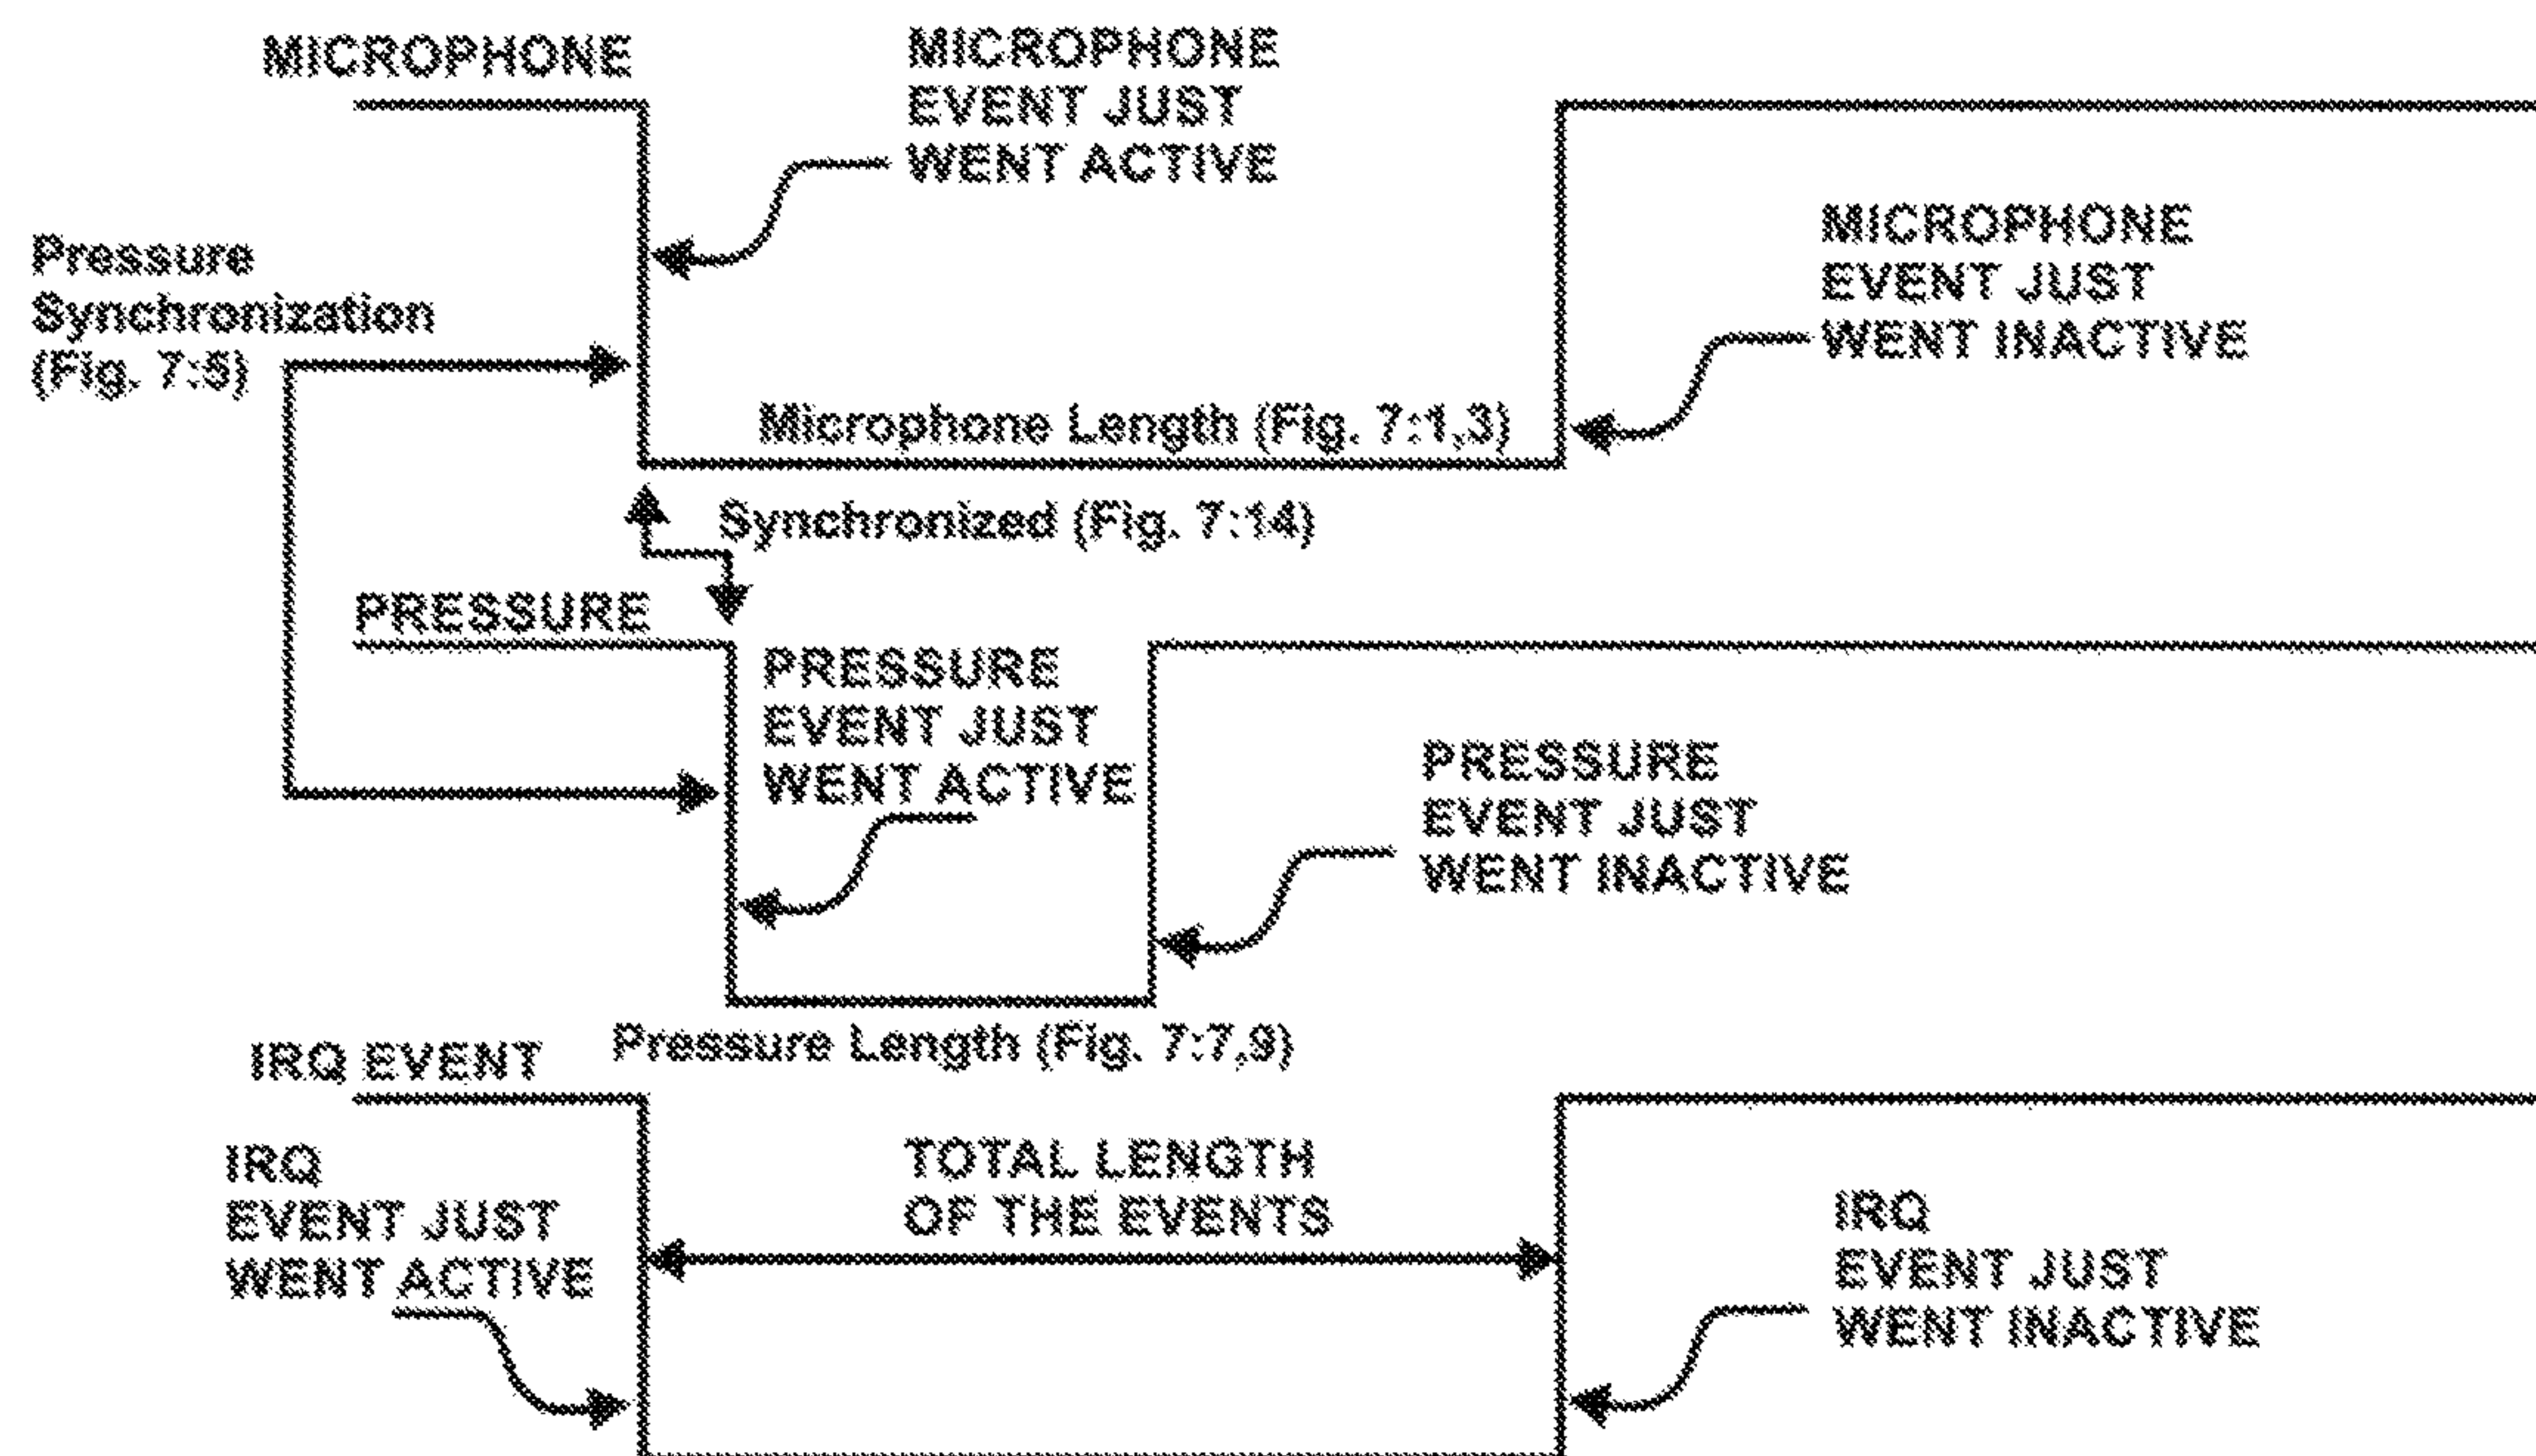 MICROPHONE
MICROPHONE
EVENT JUST
WENT ACTIVE
MICROPHONE
EVENT JUST
WENT INACTIVE
Pressure
Synchronization
(Fig. 7:5)
Microphone Length (Fig. 7:1,3)
Synchronized (Fig. 7:14)
PRESSURE
PRESSURE
EVENT JUST
WENT ACTIVE
PRESSURE
EVENT JUST
WENT INACTIVE
Pressure Length (Fig. 7:7,9)
IRQ EVENT
IRQ
EVENT JUST
WENT ACTIVE
TOTAL LENGTH
OF THE EVENTS
IRQ
EVENT JUST
WENT INACTIVE